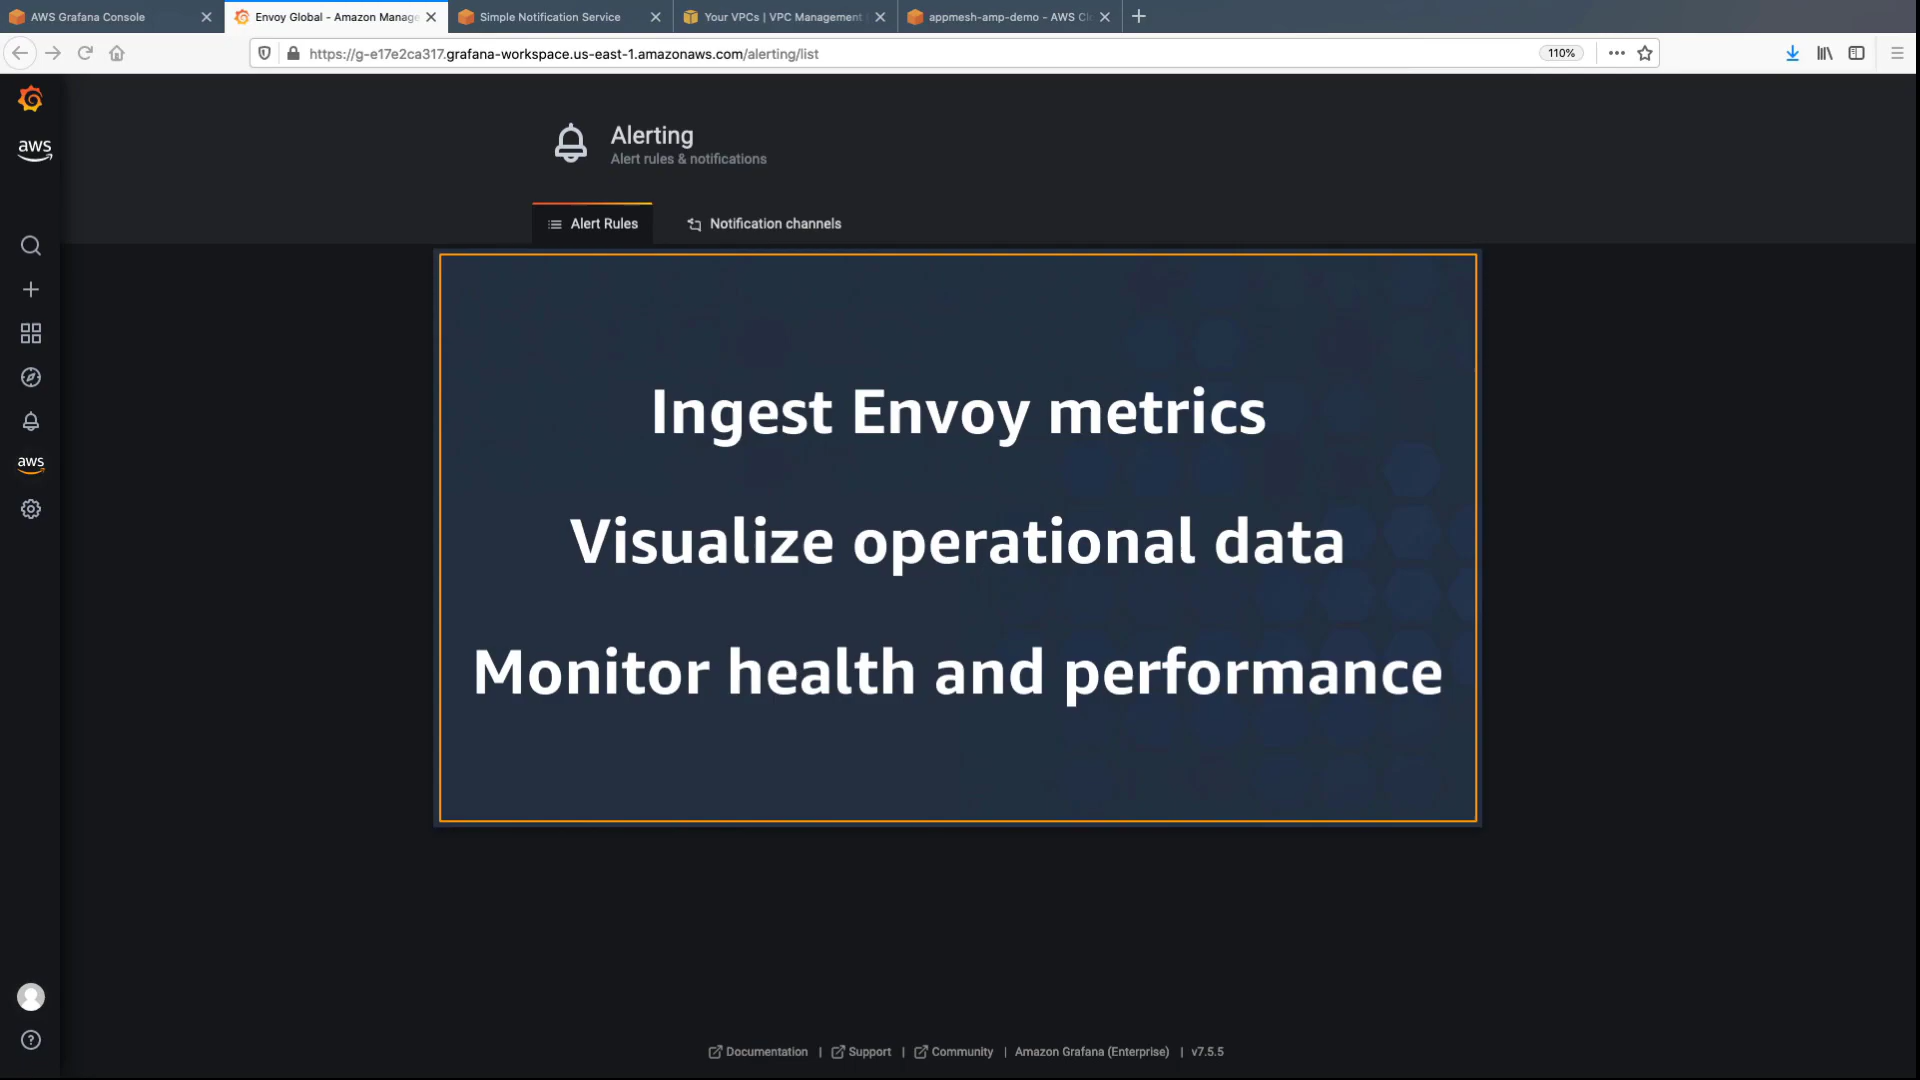 AWS Grafana Console
Envoy Global - Amazon Manage
Simple Notification Service
Your VPCs | VPC Management
appmesh-amp-demo - AWS Cl
https://g-e17e2ca317.grafana-workspace.us-east-1.amazonaws.com/alerting/list
110%
aws
Alerting
Alert rules & notifications
Alert Rules
Notification channels
Ingest Envoy metrics
Visualize operational data
Monitor health and performance
aws
Documentation | Support | Community | Amazon Grafana (Enterprise) | v7.5.5